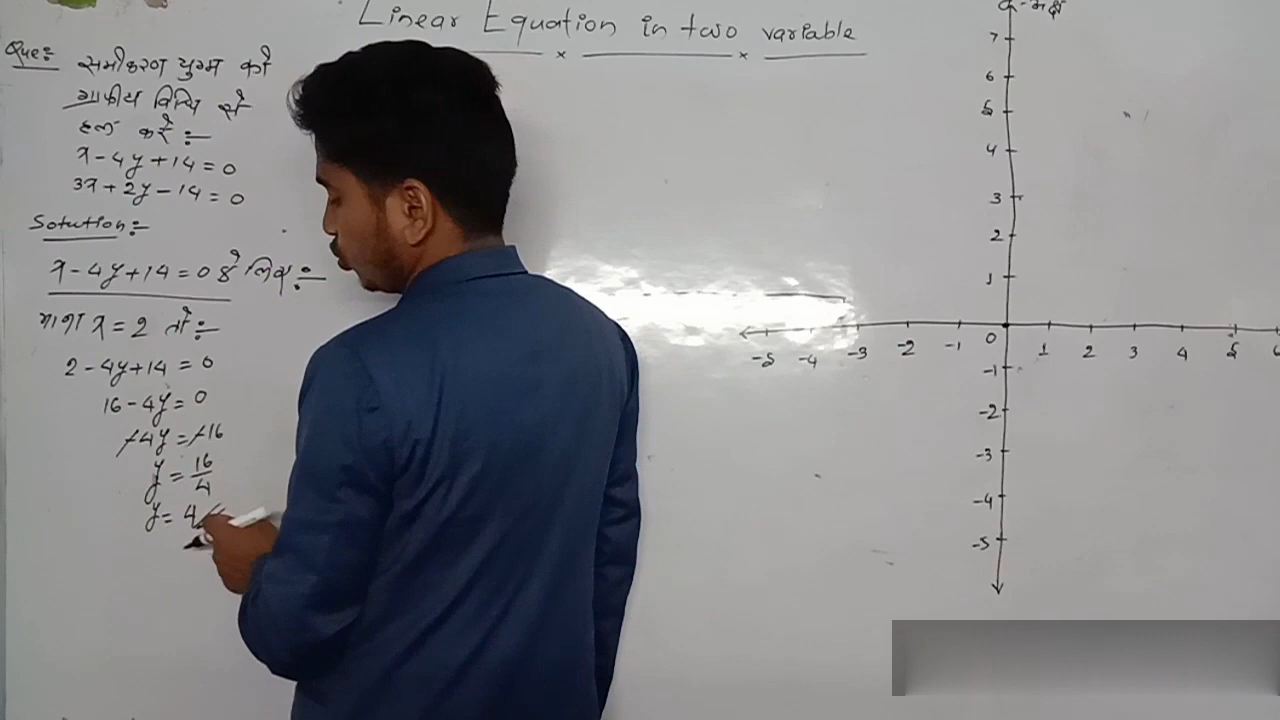 Linear Equation in two variable
Que:-
समीकरण युग्म को
ग्राफीय विधि से
हल करें :-
x-4y+14=0
3x+2y-14=0
Solution:-
x-4y+14=0 के लिए:-
माना x=2 तो:-
2-4y+14=0
16-4y=0
-4y=-16
y=16/4
y=4
7
6
5
4
3
2
1
-5 -4 -3 -2 -1 0 1 2 3 4 5
-1
-2
-3
-4
-5